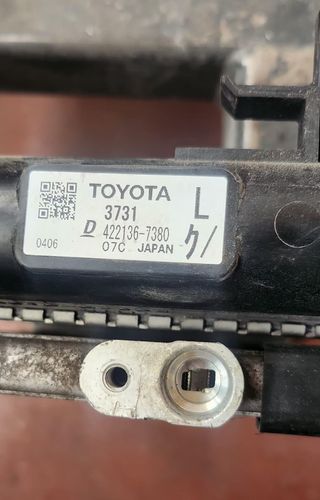 TOYOTA
3731
D 422136-7380
07C JAPAN
0406
L
ク/